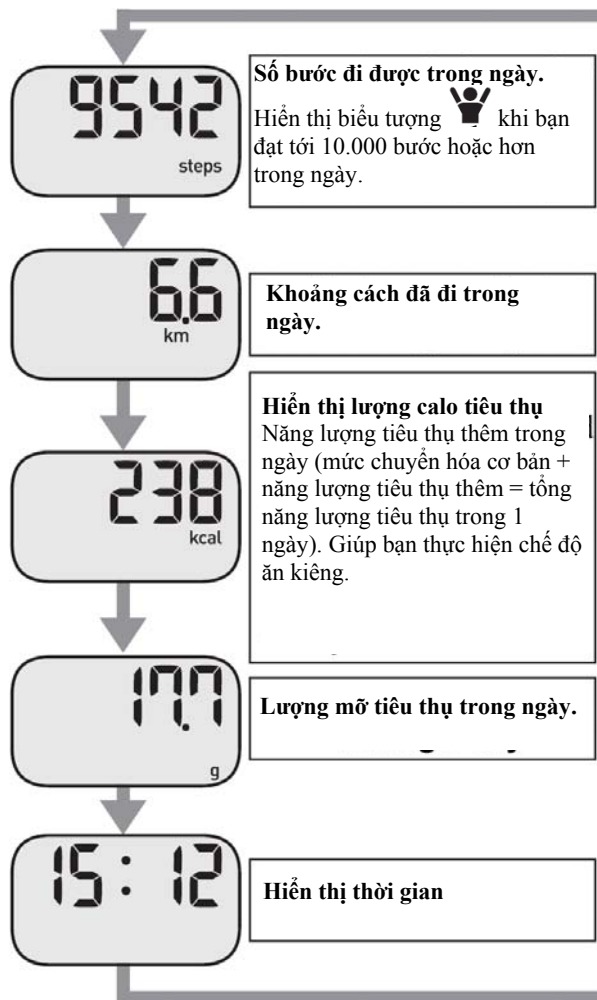 9542
steps
Số bước đi được trong ngày.
Hiển thị biểu tượng khi bạn
đạt tới 10.000 bước hoặc hơn
trong ngày.
6.6
km
Khoảng cách đã đi trong
ngày.
238
kcal
Hiển thị lượng calo tiêu thụ
Năng lượng tiêu thụ thêm trong
ngày (mức chuyển hóa cơ bản +
năng lượng tiêu thụ thêm = tổng
năng lượng tiêu thụ trong 1
ngày). Giúp bạn thực hiện chế độ
ăn kiêng.
17.7
g
Lượng mỡ tiêu thụ trong ngày.
15:12
Hiển thị thời gian